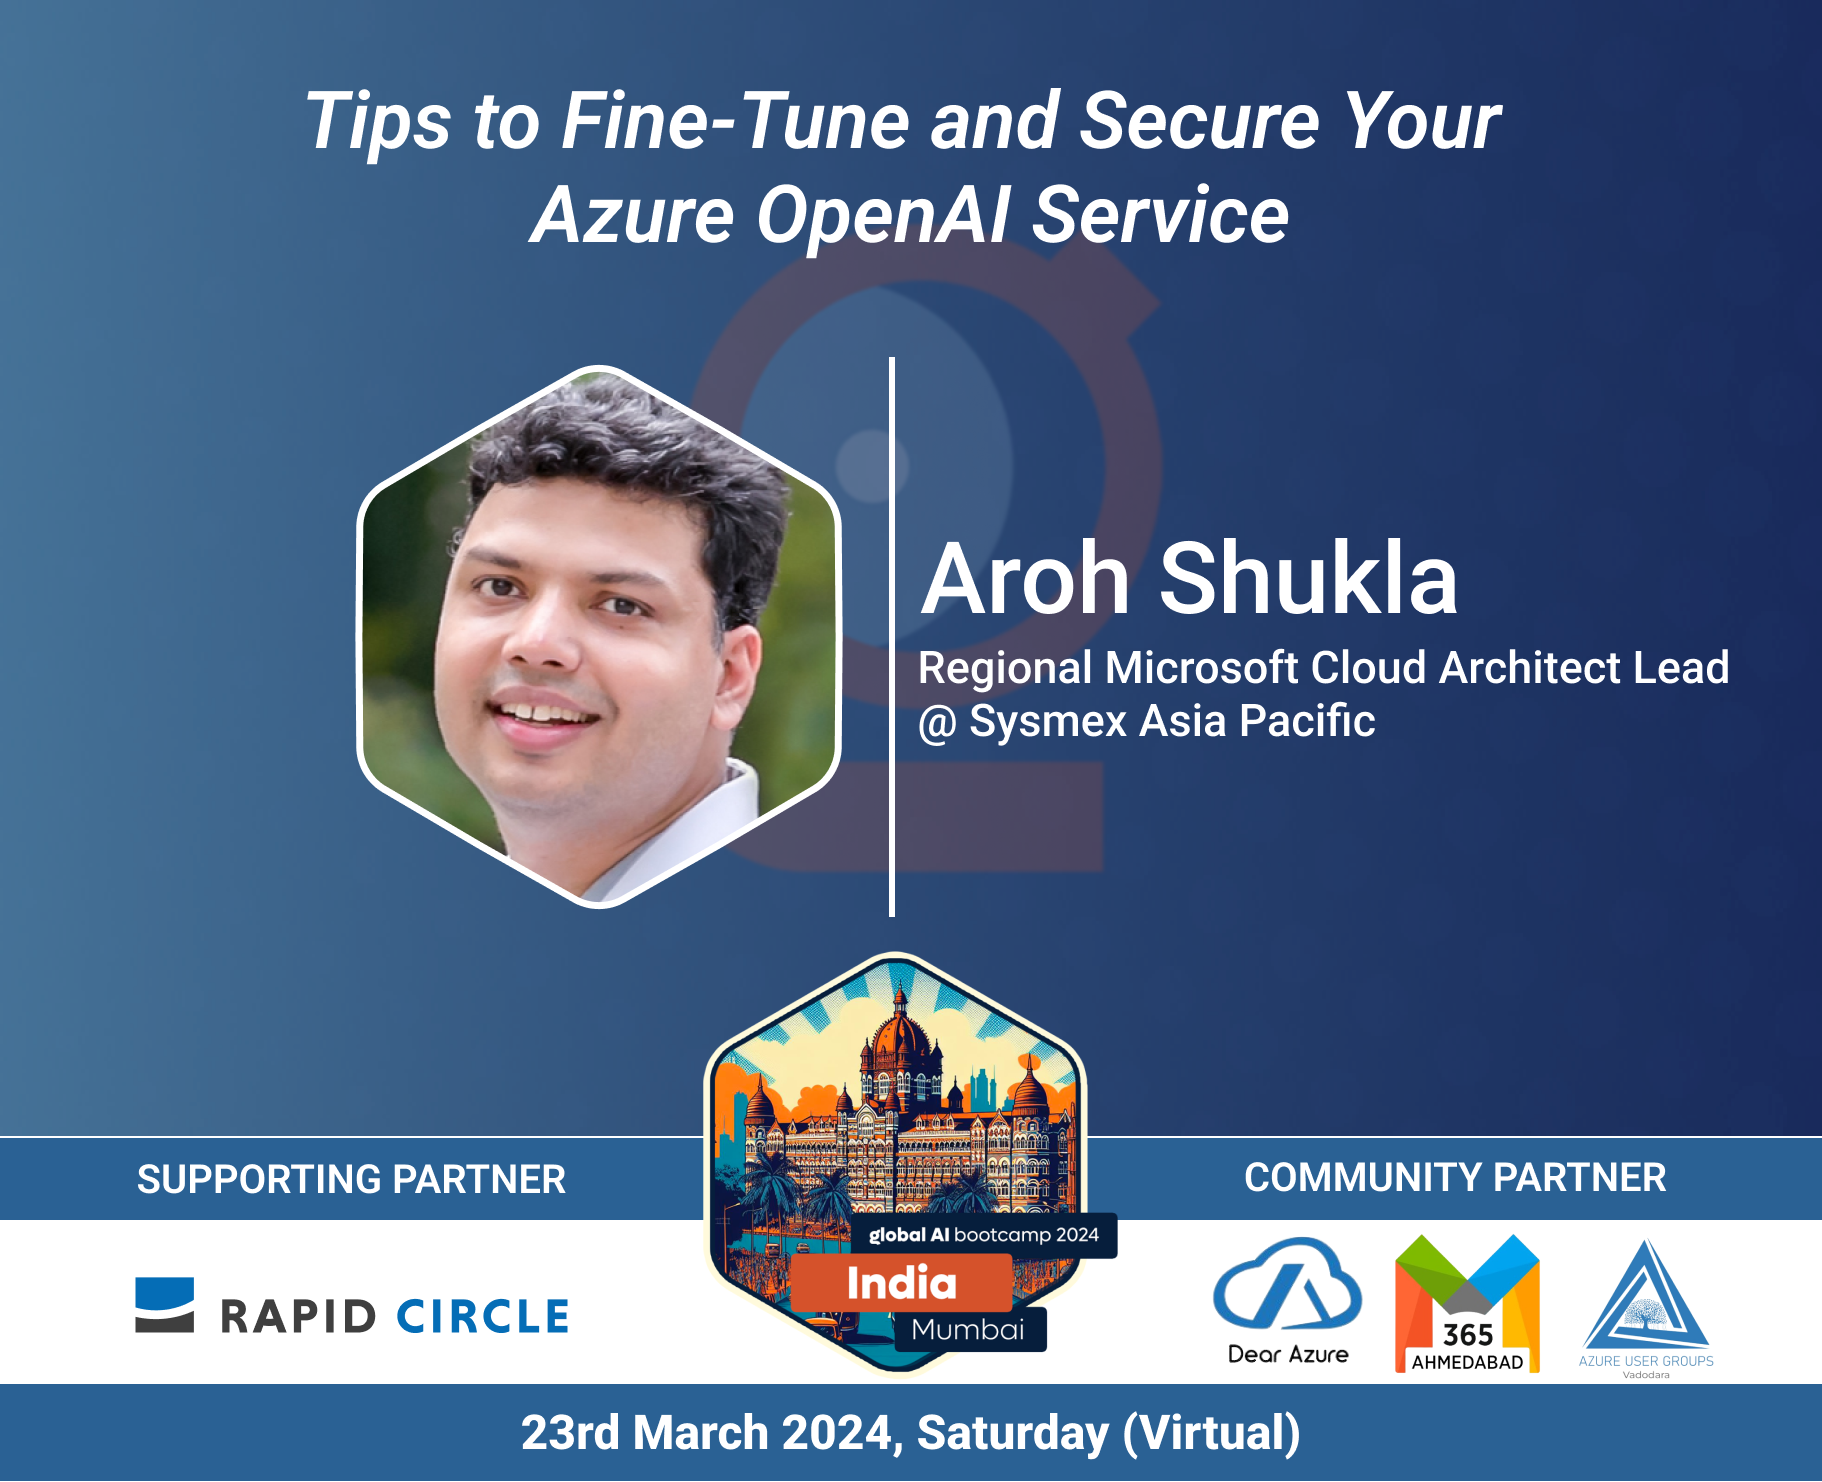 Tips to Fine-Tune and Secure Your
Azure OpenAI Service
Aroh Shukla
Regional Microsoft Cloud Architect Lead
@ Sysmex Asia Pacific
SUPPORTING PARTNER
COMMUNITY PARTNER
RAPID CIRCLE
global AI bootcamp 2024
India
Mumbai
Dear Azure
365
AHMEDABAD
AZURE USER GROUPS
Vadodara
23rd March 2024, Saturday (Virtual)